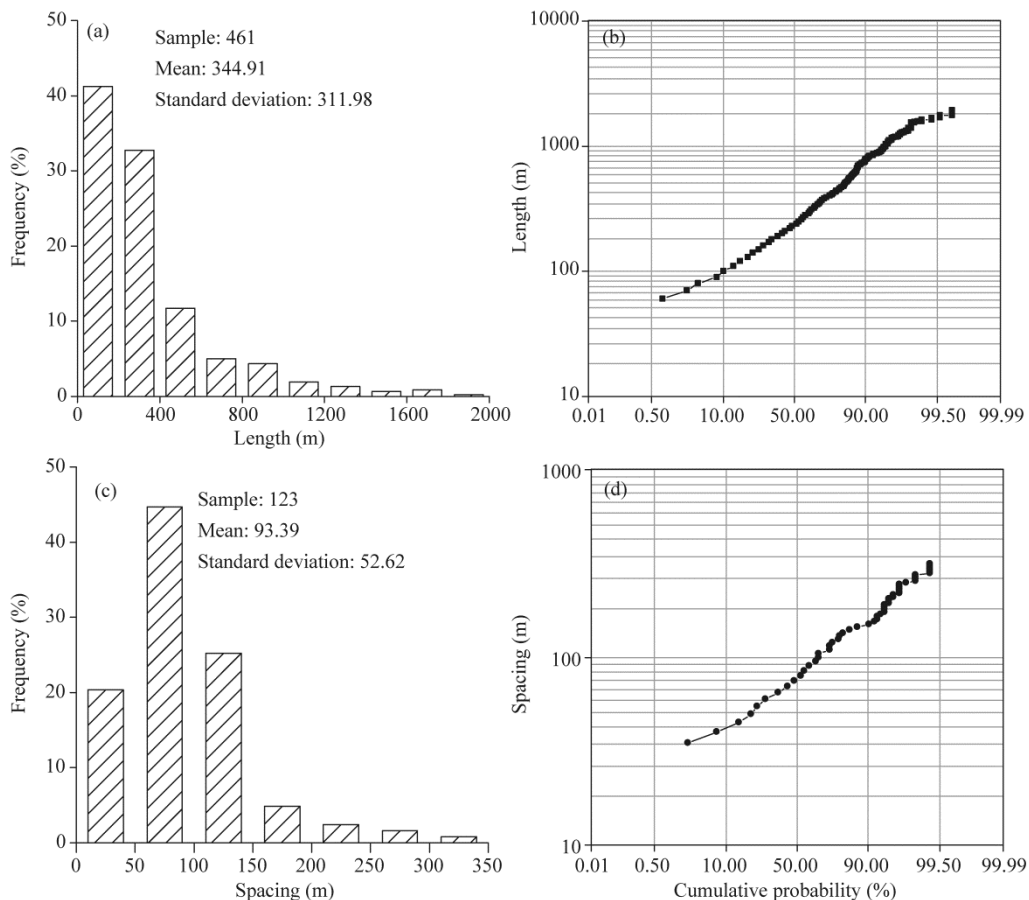 (a)
Sample: 461
Mean: 344.91
Standard deviation: 311.98
Frequency (%)
50
40
30
20
10
0
0
400
800
1200
1600
2000
Length (m)
(b)
Length (m)
10000
1000
100
10
0.01
0.50
10.00
50.00
90.00
99.50
99.99
(c)
Sample: 123
Mean: 93.39
Standard deviation: 52.62
Frequency (%)
50
40
30
20
10
0
0
50
100
150
200
250
300
350
Spacing (m)
(d)
Spacing (m)
1000
100
10
0.01
0.50
10.00
50.00
90.00
99.50
99.99
Cumulative probability (%)